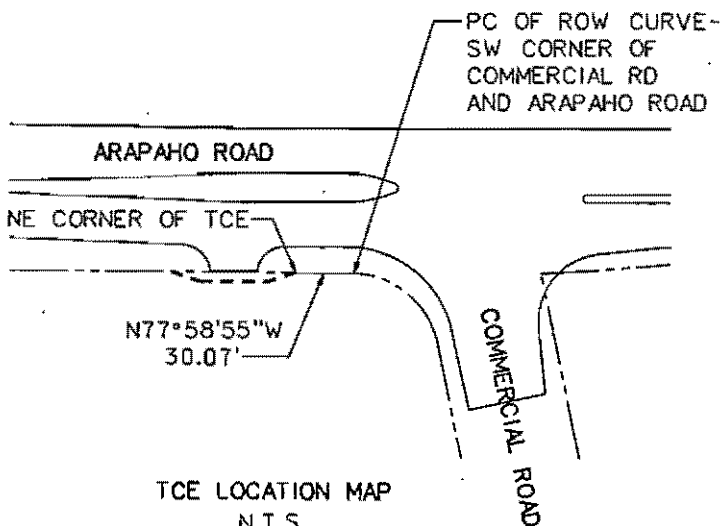 PC OF ROW CURVE-
SW CORNER OF
COMMERCIAL RD
AND ARAPAHO ROAD
ARAPAHO ROAD
NE CORNER OF TCE
N77°58'55"W
30.07'
COMMERCIAL ROAD
TCE LOCATION MAP
N.T.S.